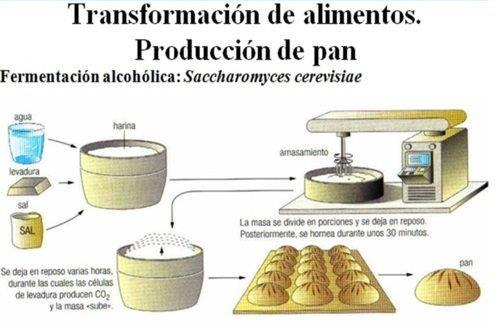 Transformación de alimentos.
Producción de pan
Fermentación alcohólica: Saccharomyces cerevisiae
agua
harina
levadura
sal
SAL
amasamiento
La masa se divide en porciones y se deja en reposo.
Posteriormente, se hornea durante unos 30 minutos.
Se deja en reposo varias horas,
durante las cuales las células
de levadura producen CO₂
y la masa «sube».
pan